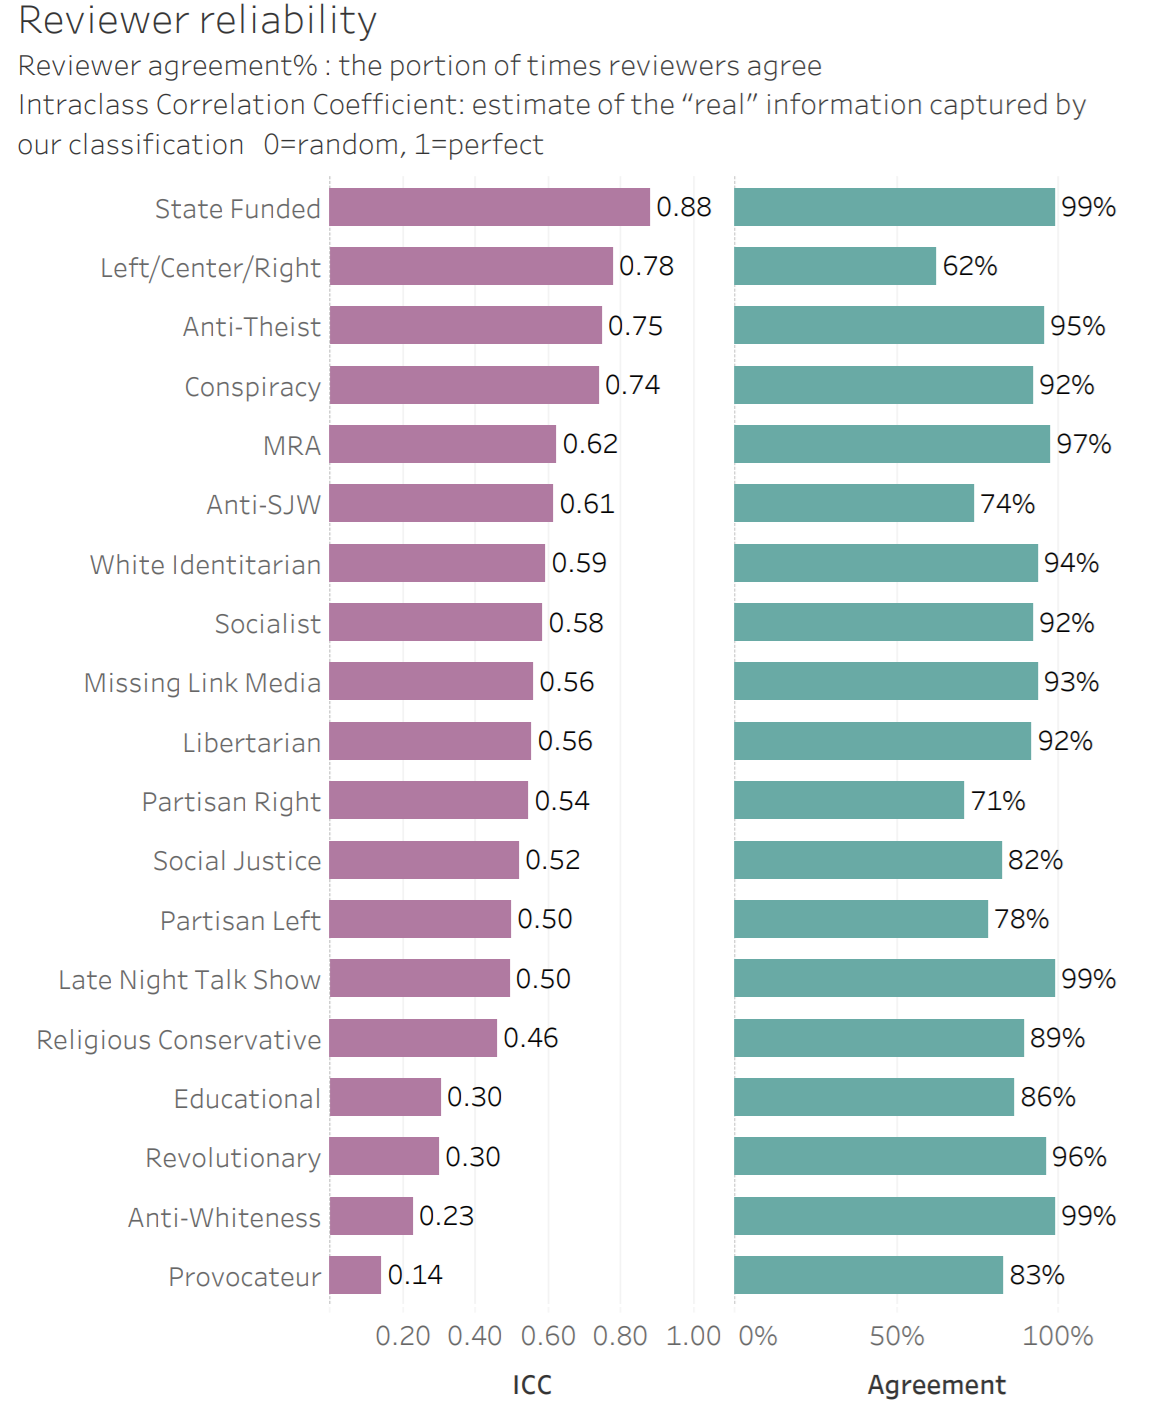 Reviewer reliability
Reviewer agreement% : the portion of times reviewers agree
Intraclass Correlation Coefficient: estimate of the “real” information captured by
our classification 0=random, 1=perfect
State Funded 0.88 99%
Left/Center/Right 0.78 62%
Anti-Theist 0.75 95%
Conspiracy 0.74 92%
MRA 0.62 97%
Anti-SJW 0.61 74%
White Identitarian 0.59 94%
Socialist 0.58 92%
Missing Link Media 0.56 93%
Libertarian 0.56 92%
Partisan Right 0.54 71%
Social Justice 0.52 82%
Partisan Left 0.50 78%
Late Night Talk Show 0.50 99%
Religious Conservative 0.46 89%
Educational 0.30 86%
Revolutionary 0.30 96%
Anti-Whiteness 0.23 99%
Provocateur 0.14 83%
0.20 0.40 0.60 0.80 1.00 0% 50% 100%
ICC Agreement